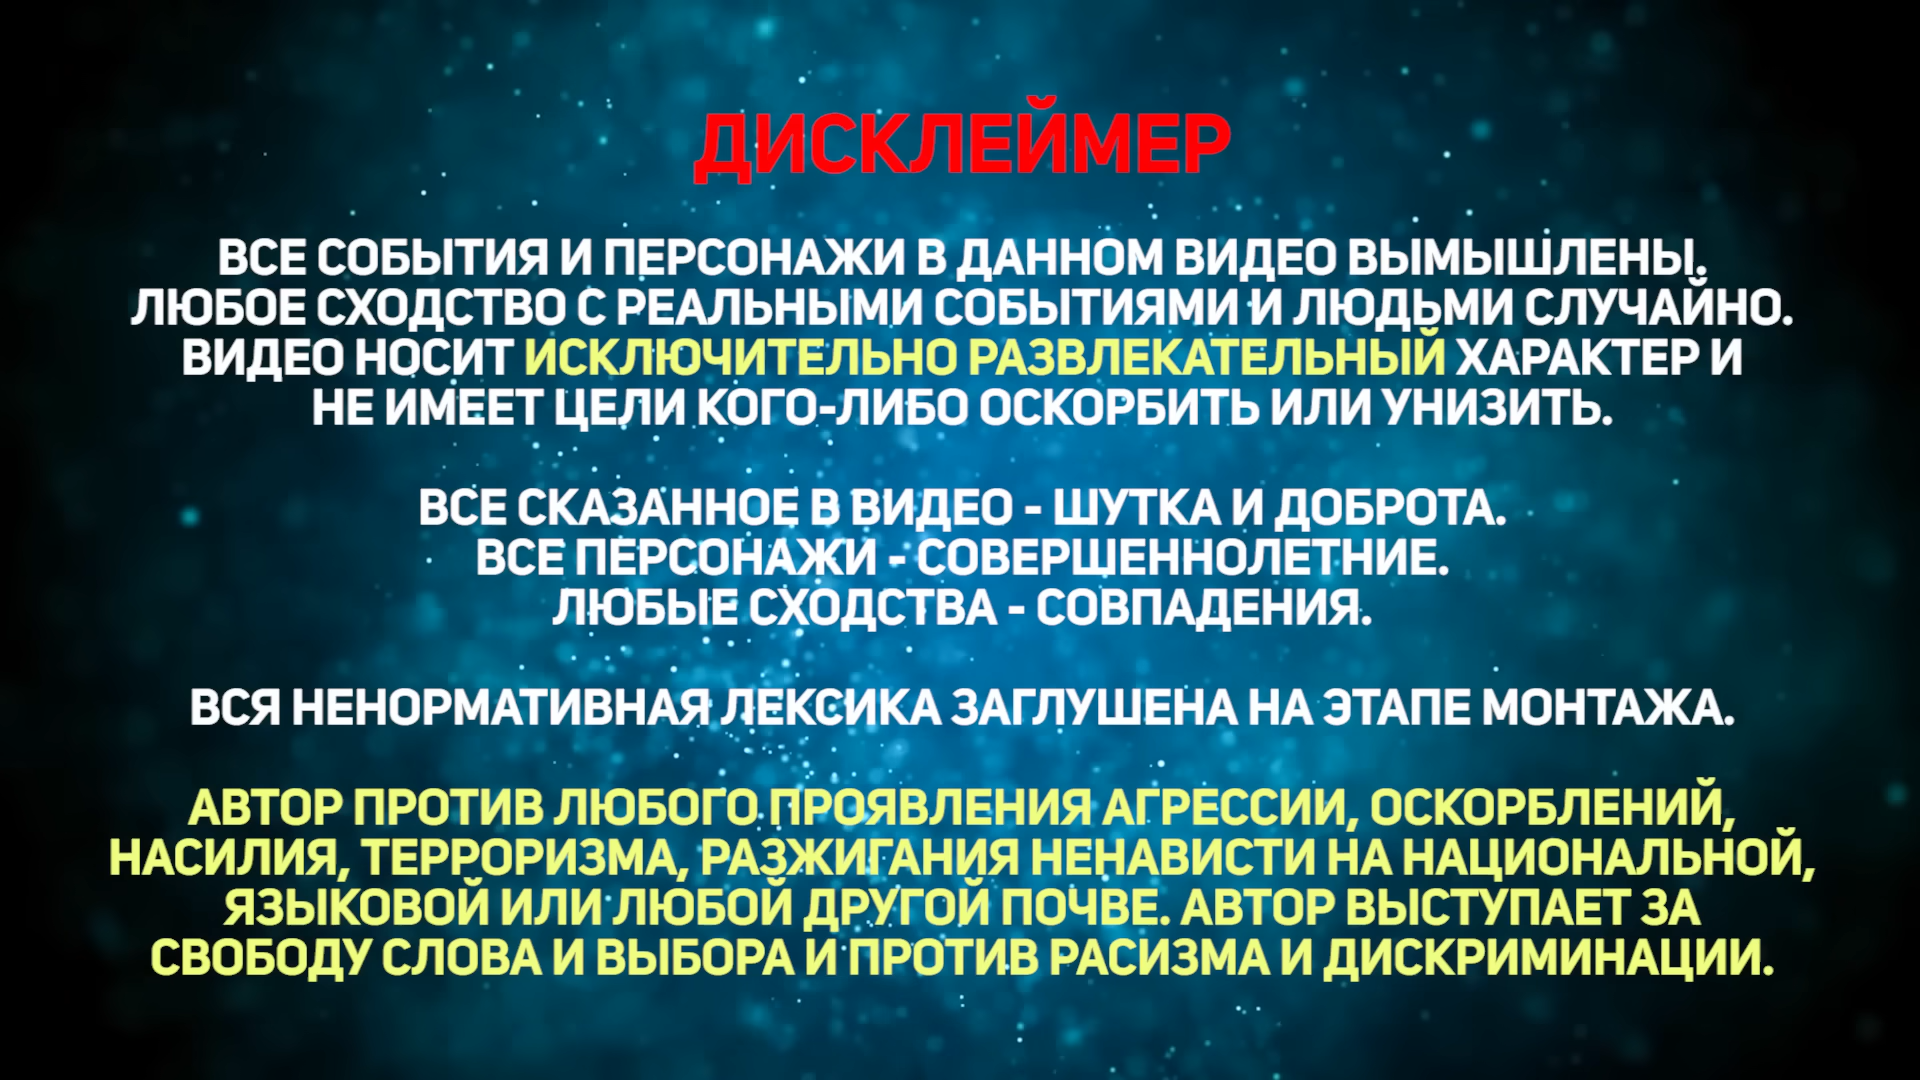 ДИСКЛЕЙМЕР
ВСЕ СОБЫТИЯ И ПЕРСОНАЖИ В ДАННОМ ВИДЕО ВЫМЫШЛЕНЫ.
ЛЮБОЕ СХОДСТВО С РЕАЛЬНЫМИ СОБЫТИЯМИ И ЛЮДЬМИ СЛУЧАЙНО.
ВИДЕО НОСИТ ИСКЛЮЧИТЕЛЬНО РАЗВЛЕКАТЕЛЬНЫЙ ХАРАКТЕР И
НЕ ИМЕЕТ ЦЕЛИ КОГО-ЛИБО ОСКОРБИТЬ ИЛИ УНИЗИТЬ.
ВСЕ СКАЗАННОЕ В ВИДЕО - ШУТКА И ДОБРОТА.
ВСЕ ПЕРСОНАЖИ - СОВЕРШЕННОЛЕТНИЕ.
ЛЮБЫЕ СХОДСТВА - СОВПАДЕНИЯ.
ВСЯ НЕНОРМАТИВНАЯ ЛЕКСИКА ЗАГЛУШЕНА НА ЭТАПЕ МОНТАЖА.
АВТОР ПРОТИВ ЛЮБОГО ПРОЯВЛЕНИЯ АГРЕССИИ, ОСКОРБЛЕНИЙ,
НАСИЛИЯ, ТЕРРОРИЗМА, РАЗЖИГАНИЯ НЕНАВИСТИ НА НАЦИОНАЛЬНОЙ,
ЯЗЫКОВОЙ ИЛИ ЛЮБОЙ ДРУГОЙ ПОЧВЕ. АВТОР ВЫСТУПАЕТ ЗА
СВОБОДУ СЛОВА И ВЫБОРА И ПРОТИВ РАСИЗМА И ДИСКРИМИНАЦИИ.